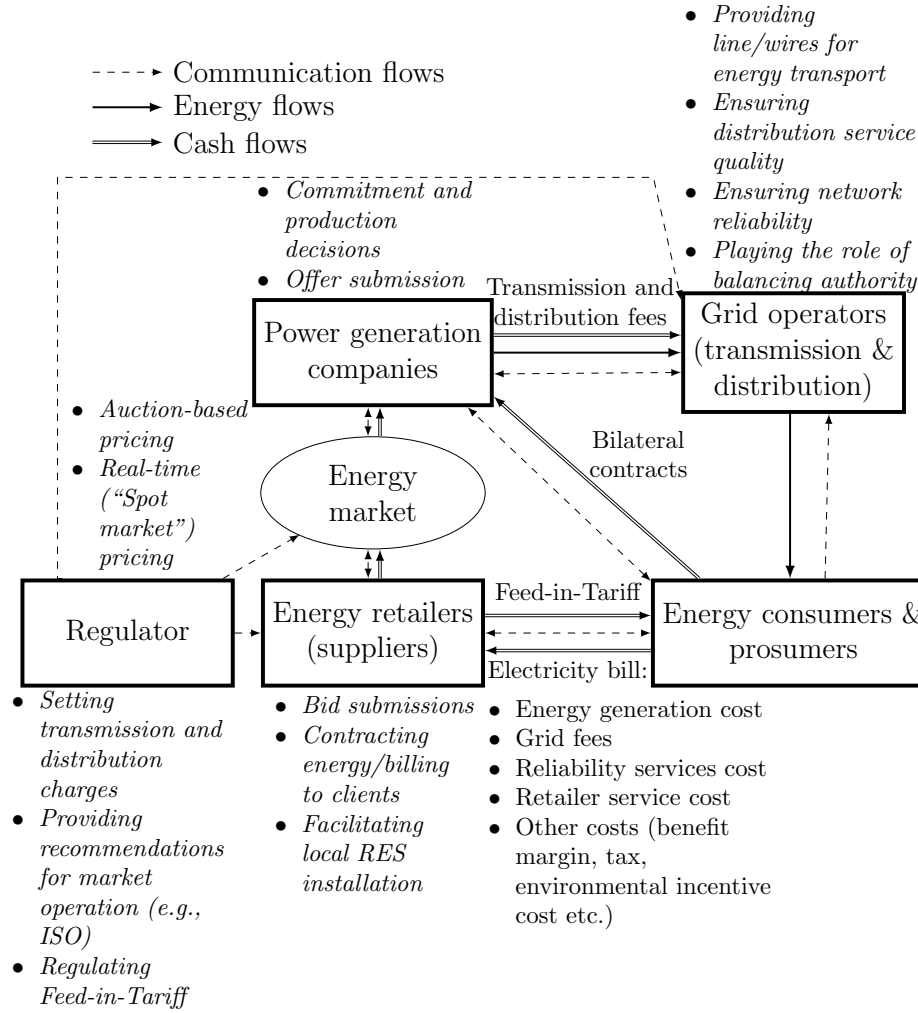 Communication flows
Energy flows
Cash flows
• Providing
line/wires for
energy transport
• Ensuring
distribution service
quality
• Ensuring network
reliability
• Playing the role of
balancing authority
• Commitment and
production
decisions
• Offer submission
Power generation
companies
Transmission and
distribution fees
Grid operators
(transmission &
distribution)
• Auction-based
pricing
• Real-time
(“Spot
market”)
pricing
Energy
market
Bilateral
contracts
Regulator
Energy retailers
(suppliers)
Feed-in-Tariff
Electricity bill:
Energy consumers &
prosumers
• Setting
transmission and
distribution
charges
• Providing
recommendations
for market
operation (e.g.,
ISO)
• Regulating
Feed-in-Tariff
• Bid submissions
• Contracting
energy/billing
to clients
• Facilitating
local RES
installation
• Energy generation cost
• Grid fees
• Reliability services cost
• Retailer service cost
• Other costs (benefit
margin, tax,
environmental incentive
cost etc.)